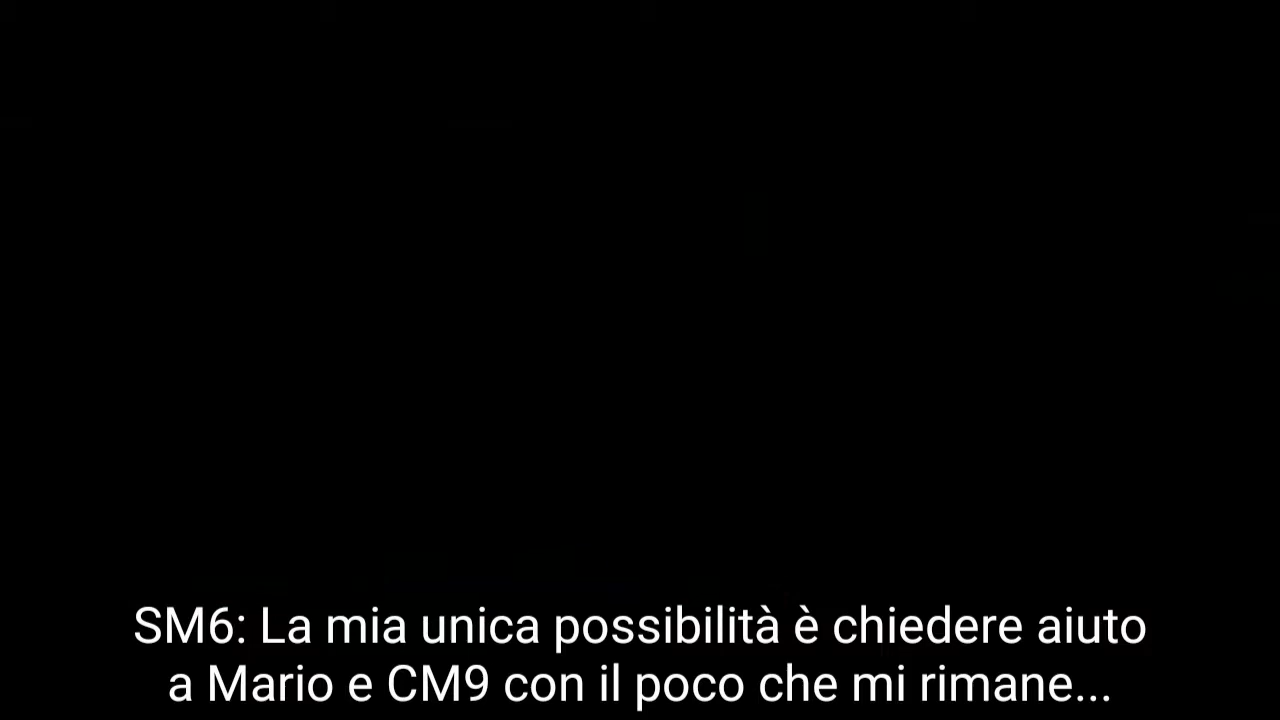 SM6: La mia unica possibilità è chiedere aiuto
a Mario e CM9 con il poco che mi rimane...